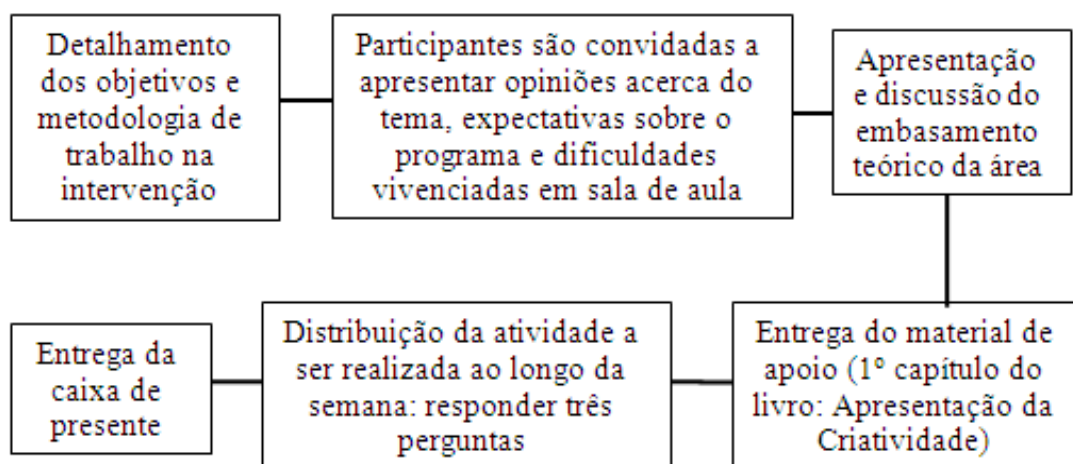 Detalhamento
dos objetivos e
metodologia de
trabalho na
intervenção
Participantes são convidadas a
apresentar opiniões acerca do
tema, expectativas sobre o
programa e dificuldades
vivenciadas em sala de aula
Apresentação
e discussão do
embasamento
teórico da área
Entrega da
caixa de
presente
Distribuição da atividade a
ser realizada ao longo da
semana: responder três
perguntas
Entrega do material de
apoio (1º capítulo do
livro: Apresentação da
Criatividade)